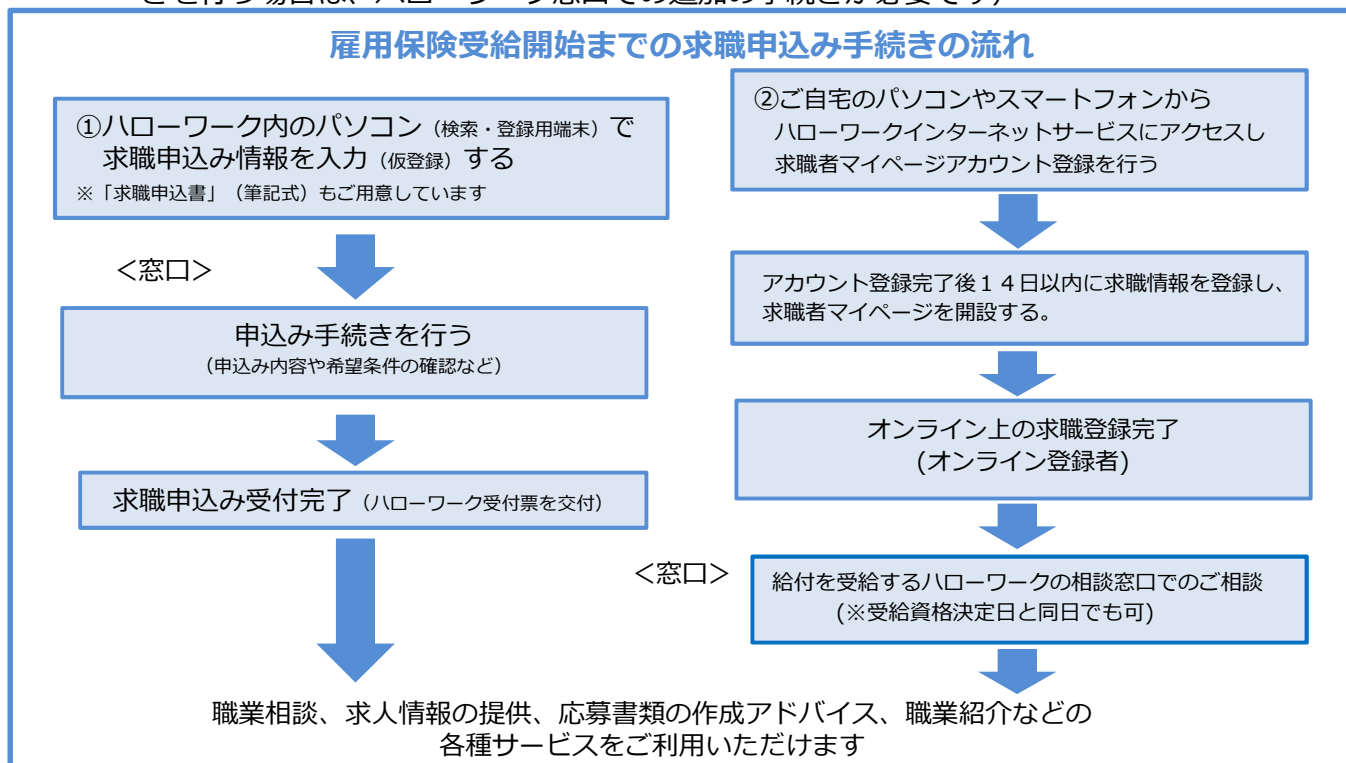 雇用保険受給開始までの求職申込み手続きの流れ
①ハローワーク内のパソコン（検索・登録用端末）で
求職申込み情報を入力（仮登録）する
※「求職申込書」（筆記式）もご用意しています
＜窓口＞
申込み手続きを行う
（申込み内容や希望条件の確認など）
求職申込み受付完了（ハローワーク受付票を交付）
②ご自宅のパソコンやスマートフォンから
ハローワークインターネットサービスにアクセスし
求職者マイページアカウント登録を行う
アカウント登録完了後１４日以内に求職情報を登録し、
求職者マイページを開設する。
オンライン上の求職登録完了
(オンライン登録者)
＜窓口＞
給付を受給するハローワークの相談窓口でのご相談
(※受給資格決定日と同日でも可)
職業相談、求人情報の提供、応募書類の作成アドバイス、職業紹介などの
各種サービスをご利用いただけます